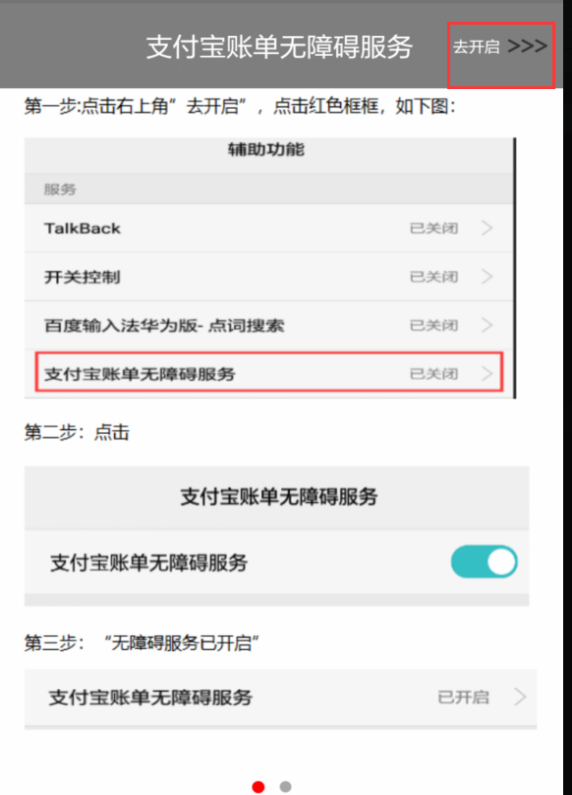 支付宝账单无障碍服务 去开启 >>>
第一步:点击右上角”去开启”，点击红色框框，如下图：
辅助功能
服务
TalkBack 已关闭
开关控制 已关闭
百度输入法华为版-点词搜索 已关闭
支付宝账单无障碍服务 已关闭
第二步：点击
支付宝账单无障碍服务
支付宝账单无障碍服务
第三步：“无障碍服务已开启”
支付宝账单无障碍服务 已开启